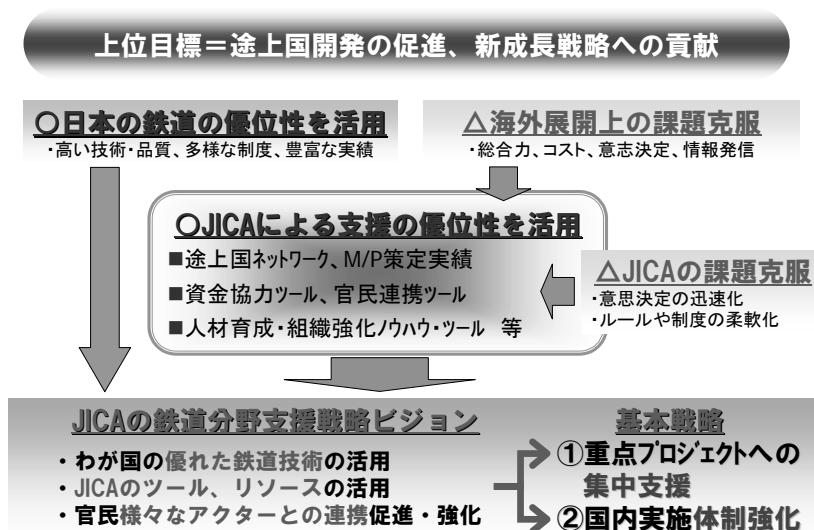 上位目標＝途上国開発の促進、新成長戦略への貢献
○日本の鉄道の優位性を活用
・高い技術・品質、多様な制度、豊富な実績
△海外展開上の課題克服
・総合力、コスト、意志決定、情報発信
○JICAによる支援の優位性を活用
■途上国ﾈｯﾄﾜｰｸ、M/P策定実績
■資金協力ツール、官民連携ツール
■人材育成・組織強化ﾉｳﾊｳ・ツール 等
△JICAの課題克服
・意思決定の迅速化
・ルールや制度の柔軟化
JICAの鉄道分野支援戦略ビジョン
・わが国の優れた鉄道技術の活用
・JICAのツール、リソースの活用
・官民様々なアクターとの連携促進・強化
基本戦略
①重点ﾌﾟﾛｼﾞｪｸﾄへの
集中支援
②国内実施体制強化